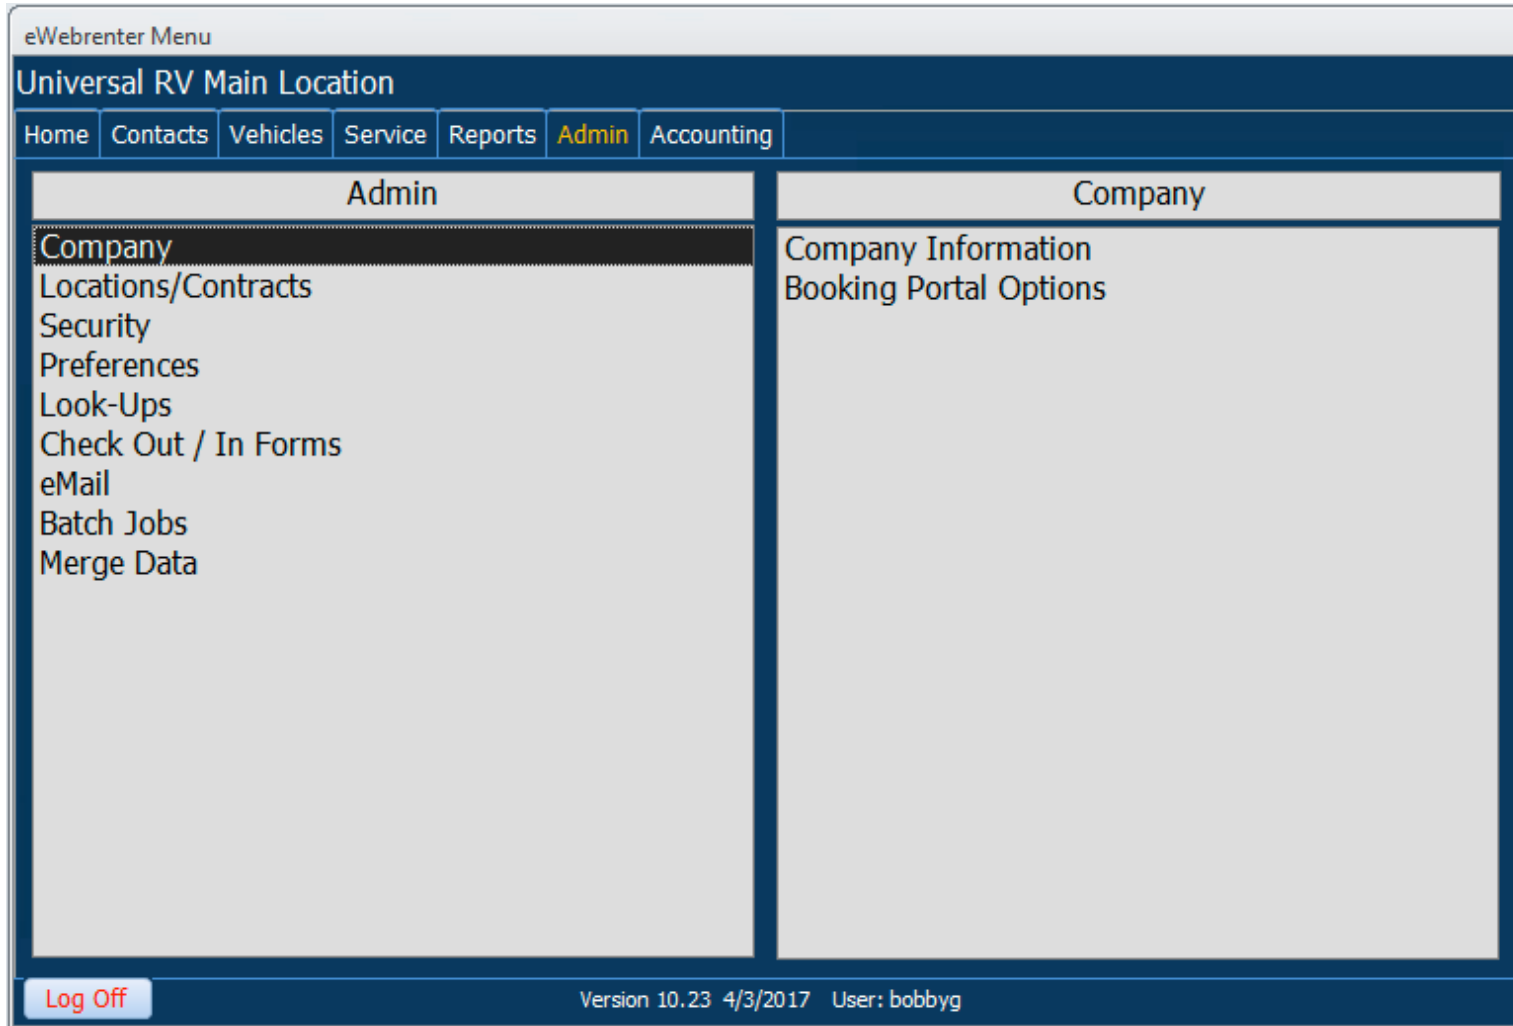 eWebrenter Menu
Universal RV Main Location
Home Contacts Vehicles Service Reports Admin Accounting
Admin
Company
Locations/Contracts
Security
Preferences
Look-Ups
Check Out / In Forms
eMail
Batch Jobs
Merge Data
Company
Company Information
Booking Portal Options
Log Off
Version 10.23 4/3/2017 User: bobbyg